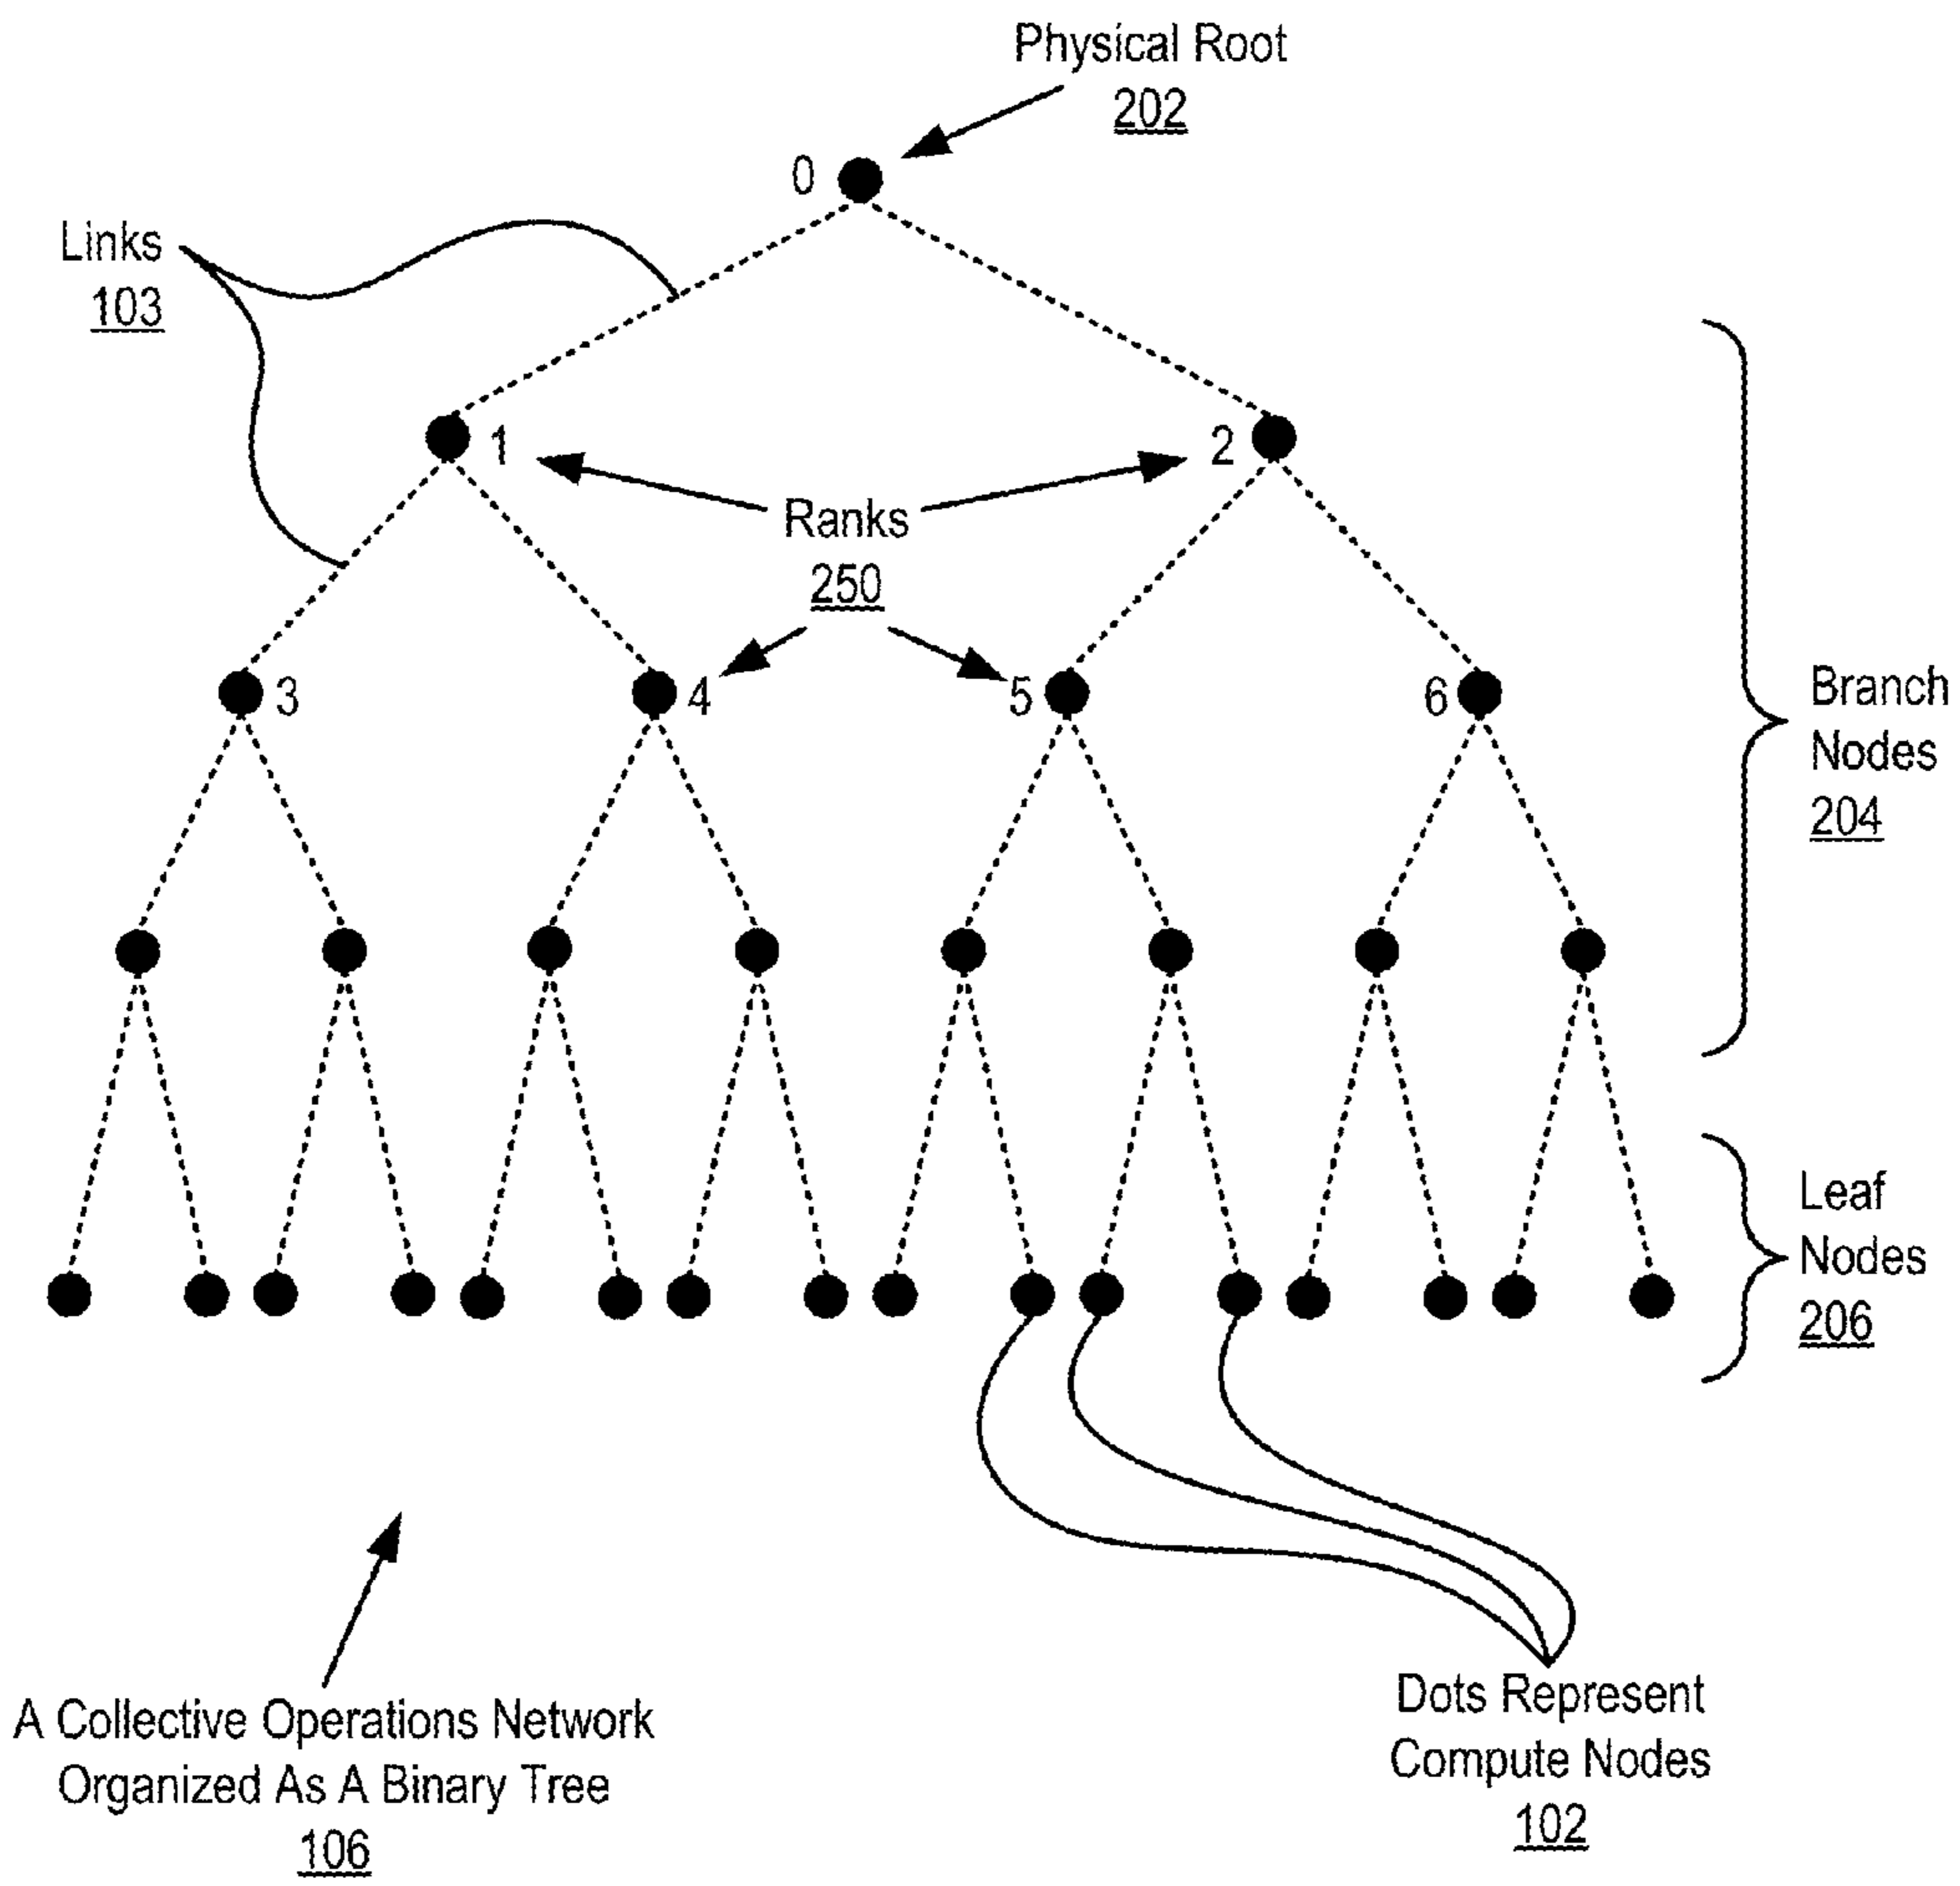 Physical Root
202
0
Links
103
1
2
Ranks
250
3
4
5
6
Branch
Nodes
204
Leaf
Nodes
206
A Collective Operations Network
Organized As A Binary Tree
106
Dots Represent
Compute Nodes
102